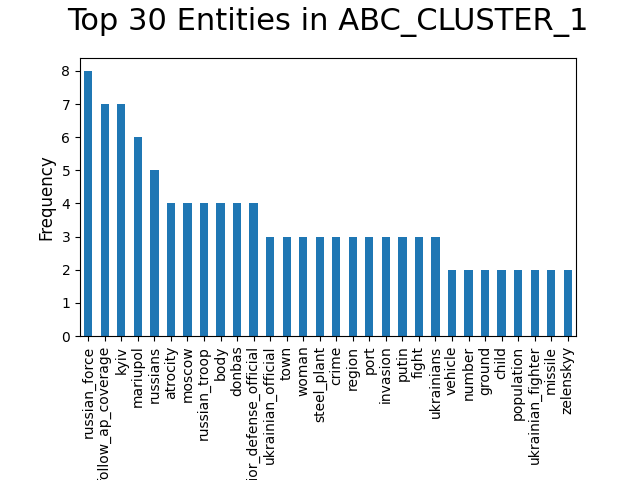 Top 30 Entities in ABC_CLUSTER_1
Frequency
8
7
6
5
4
3
2
1
0
russian_force
follow_ap_coverage
kyiv
mariupol
russians
atrocity
moscow
russian_troop
body
donbas
ior_defense_official
ukrainian_official
town
woman
steel_plant
crime
region
port
invasion
putin
fight
ukrainians
vehicle
number
ground
child
population
ukrainian_fighter
missile
zelenskyy